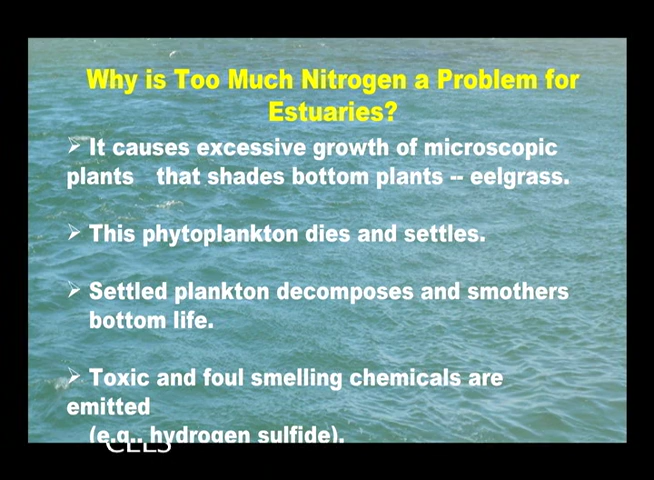 Why is Too Much Nitrogen a Problem for
Estuaries?
➢ It causes excessive growth of microscopic
plants that shades bottom plants -- eelgrass.
➢ This phytoplankton dies and settles.
➢ Settled plankton decomposes and smothers
bottom life.
➢ Toxic and foul smelling chemicals are
emitted
(e.g., hydrogen sulfide).